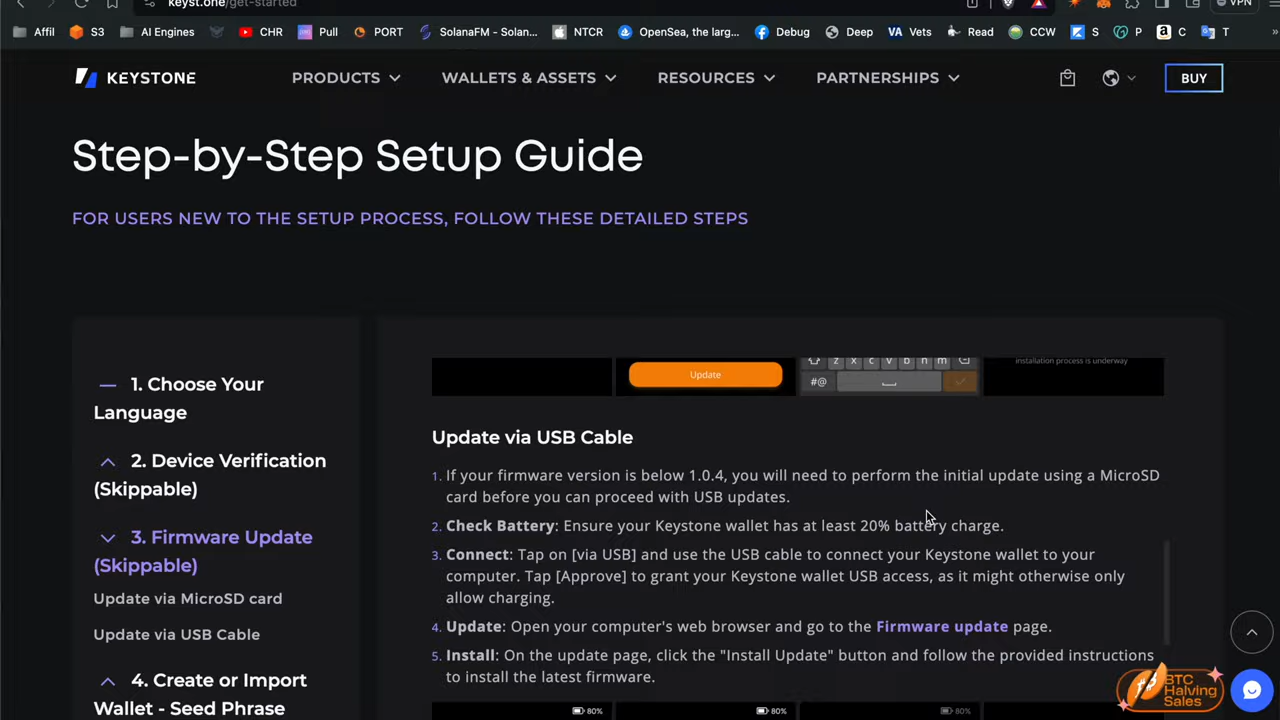 keyst.one/get-started
VPN
Affil
S3
AI Engines
CHR
Pull
PORT
SolanaFM - Solan...
NTCR
OpenSea, the larg...
Debug
Deep
VA
Vets
Read
CCW
S
P
C
T
»
KEYSTONE
PRODUCTS
WALLETS & ASSETS
RESOURCES
PARTNERSHIPS
BUY
Step-by-Step Setup Guide
FOR USERS NEW TO THE SETUP PROCESS, FOLLOW THESE DETAILED STEPS
1. Choose Your
Language
2. Device Verification
(Skippable)
3. Firmware Update
(Skippable)
Update via MicroSD card
Update via USB Cable
4. Create or Import
Wallet - Seed Phrase
Update
z x c v b n m
#@
installation process is underway
Update via USB Cable
1. If your firmware version is below 1.0.4, you will need to perform the initial update using a MicroSD
card before you can proceed with USB updates.
2. Check Battery: Ensure your Keystone wallet has at least 20% battery charge.
3. Connect: Tap on [via USB] and use the USB cable to connect your Keystone wallet to your
computer. Tap [Approve] to grant your Keystone wallet USB access, as it might otherwise only
allow charging.
4. Update: Open your computer's web browser and go to the Firmware update page.
5. Install: On the update page, click the "Install Update" button and follow the provided instructions
to install the latest firmware.
80%
80%
80%
BTC
Halving
Sales